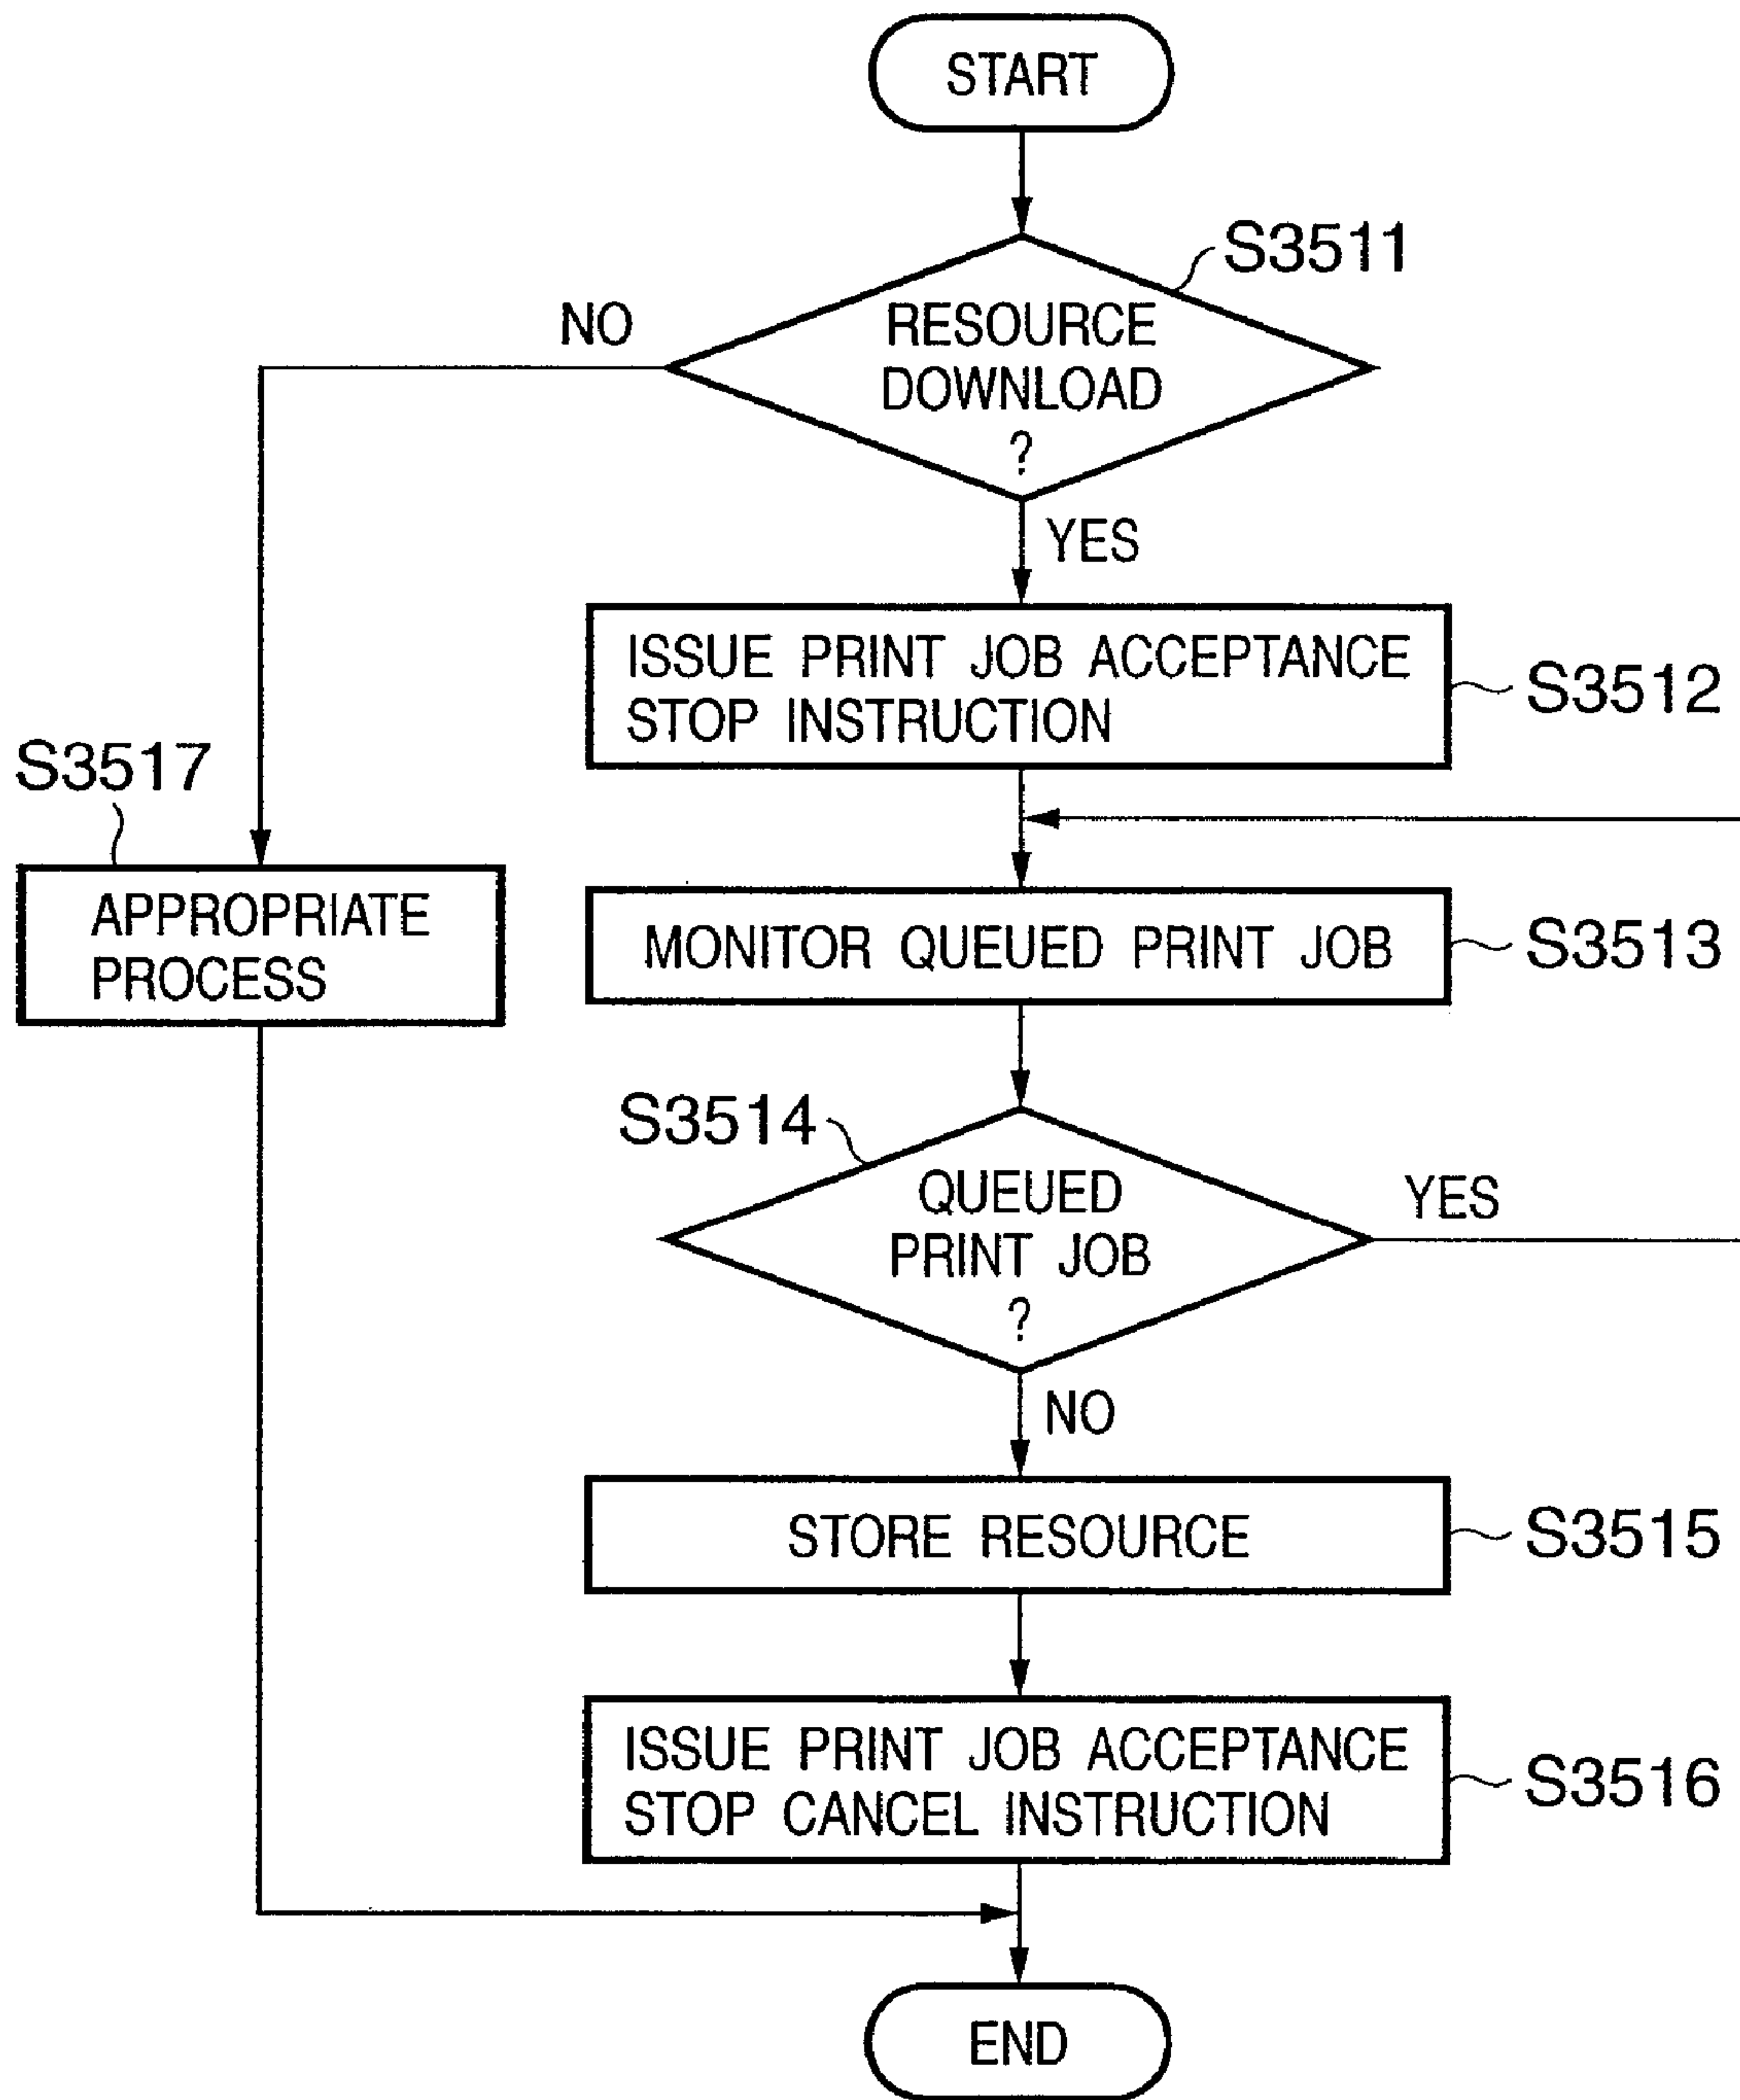 START
S3511
RESOURCE
DOWNLOAD
?
NO
YES
ISSUE PRINT JOB ACCEPTANCE
STOP INSTRUCTION
S3512
S3517
APPROPRIATE
PROCESS
MONITOR QUEUED PRINT JOB
S3513
S3514
QUEUED
PRINT JOB
?
YES
NO
STORE RESOURCE
S3515
ISSUE PRINT JOB ACCEPTANCE
STOP CANCEL INSTRUCTION
S3516
END